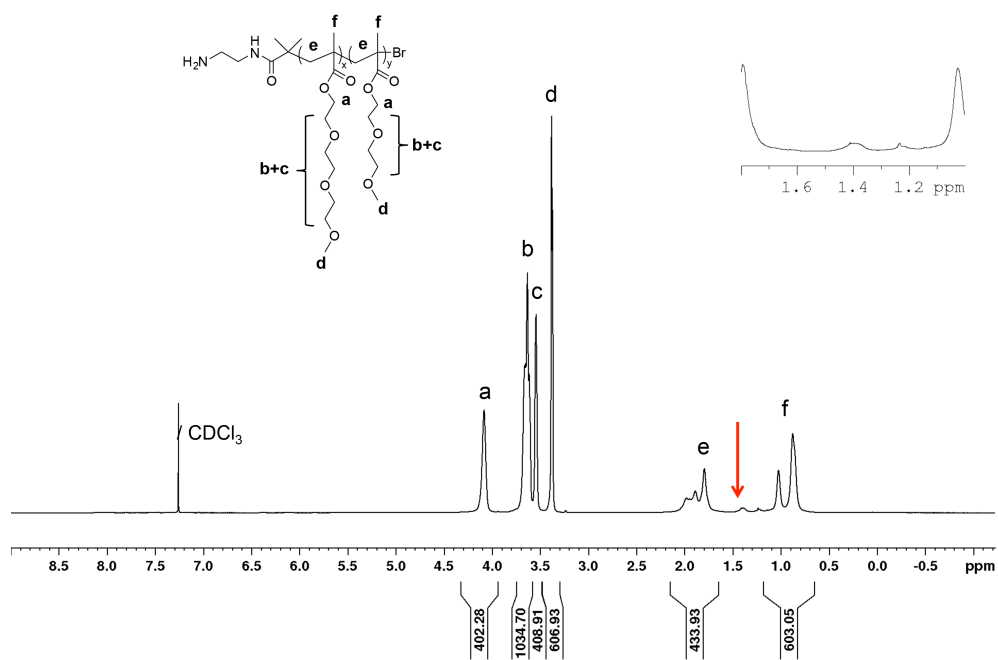 f f
e e
H
N
H2N
O
x
y
Br
O O
O O
a a
O O
b+c b+c
O O
d
O
d
1.6 1.4 1.2 ppm
d
b
c
a
CDCl3
e
f
8.5 8.0 7.5 7.0 6.5 6.0 5.5 5.0 4.5 4.0 3.5 3.0 2.5 2.0 1.5 1.0 0.5 0.0 -0.5 ppm
402.28 1034.70 408.91 606.93 433.93 603.05